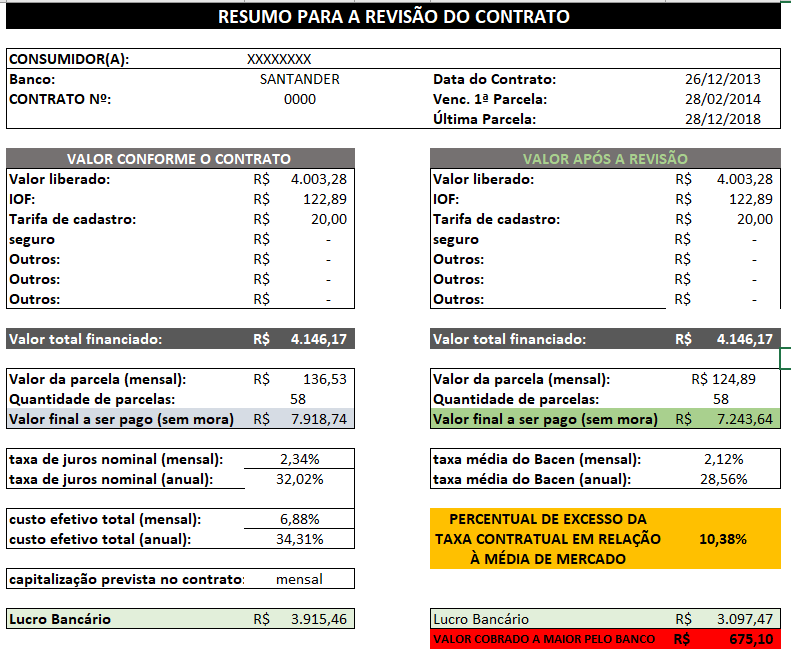 RESUMO PARA A REVISÃO DO CONTRATO
CONSUMIDOR(A): XXXXXXXX
Banco: SANTANDER Data do Contrato: 26/12/2013
CONTRATO Nº: 0000 Venc. 1ª Parcela: 28/02/2014
Última Parcela: 28/12/2018
VALOR CONFORME O CONTRATO VALOR APÓS A REVISÃO
Valor liberado: R$ 4.003,28 Valor liberado: R$ 4.003,28
IOF: R$ 122,89 IOF: R$ 122,89
Tarifa de cadastro: R$ 20,00 Tarifa de cadastro: R$ 20,00
seguro R$ - seguro R$ -
Outros: R$ - Outros: R$ -
Outros: R$ - Outros: R$ -
Outros: R$ - Outros: R$ -
Valor total financiado: R$ 4.146,17 Valor total financiado: R$ 4.146,17
Valor da parcela (mensal): R$ 136,53 Valor da parcela (mensal): R$ 124,89
Quantidade de parcelas: 58 Quantidade de parcelas: 58
Valor final a ser pago (sem mora) R$ 7.918,74 Valor final a ser pago (sem mora) R$ 7.243,64
taxa de juros nominal (mensal): 2,34% taxa média do Bacen (mensal): 2,12%
taxa de juros nominal (anual): 32,02% taxa média do Bacen (anual): 28,56%
custo efetivo total (mensal): 6,88% PERCENTUAL DE EXCESSO DA
custo efetivo total (anual): 34,31% TAXA CONTRATUAL EM RELAÇÃO 10,38%
À MÉDIA DE MERCADO
capitalização prevista no contrato: mensal
Lucro Bancário R$ 3.915,46 Lucro Bancário R$ 3.097,47
VALOR COBRADO A MAIOR PELO BANCO R$ 675,10